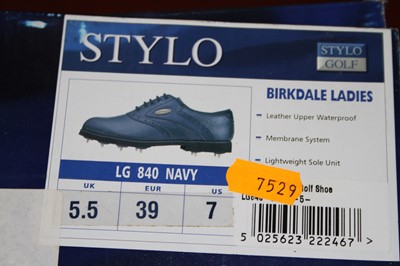 STYLO
STYLO
GOLF
BIRKDALE LADIES
Leather Upper Waterproof
Membrane System
Lightweight Sole Unit
LG 840 NAVY
UK EUR US
5.5 39 7
7529
olf Shoe
-5-
5 025623 222467 >